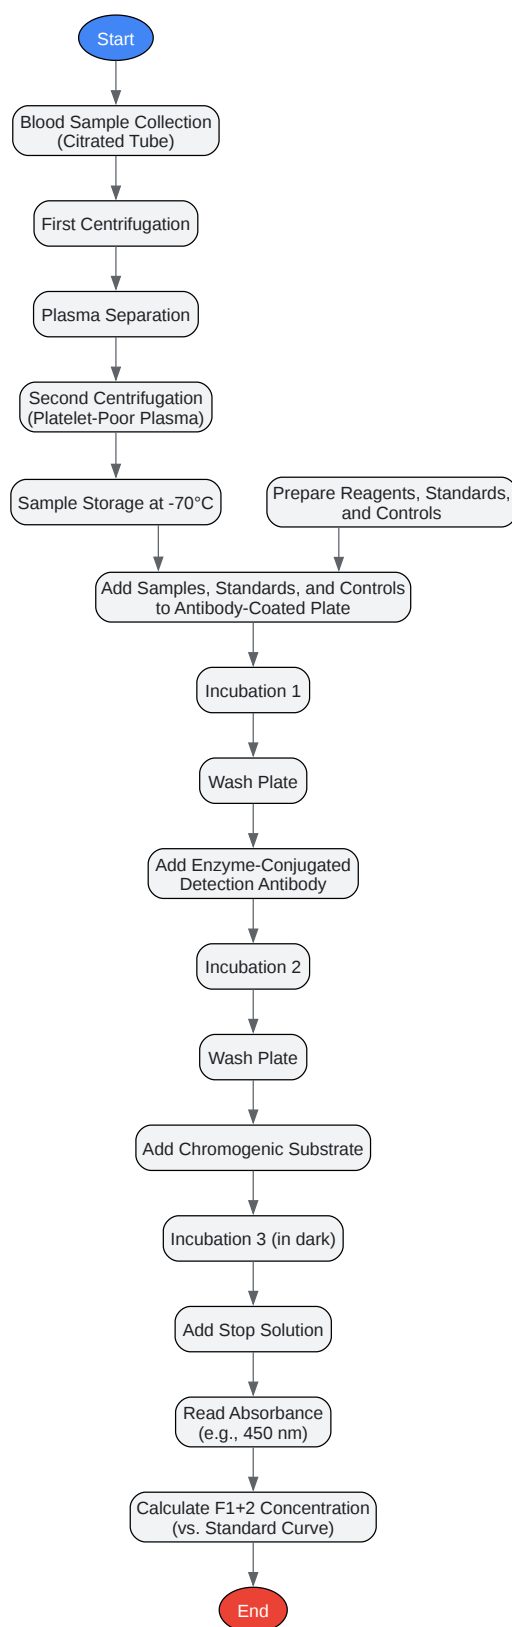 Start
Blood Sample Collection
(Citrated Tube)
First Centrifugation
Plasma Separation
Second Centrifugation
(Platelet-Poor Plasma)
Sample Storage at -70°C
Prepare Reagents, Standards,
and Controls
Add Samples, Standards, and Controls
to Antibody-Coated Plate
Incubation 1
Wash Plate
Add Enzyme-Conjugated
Detection Antibody
Incubation 2
Wash Plate
Add Chromogenic Substrate
Incubation 3 (in dark)
Add Stop Solution
Read Absorbance
(e.g., 450 nm)
Calculate F1+2 Concentration
(vs. Standard Curve)
End